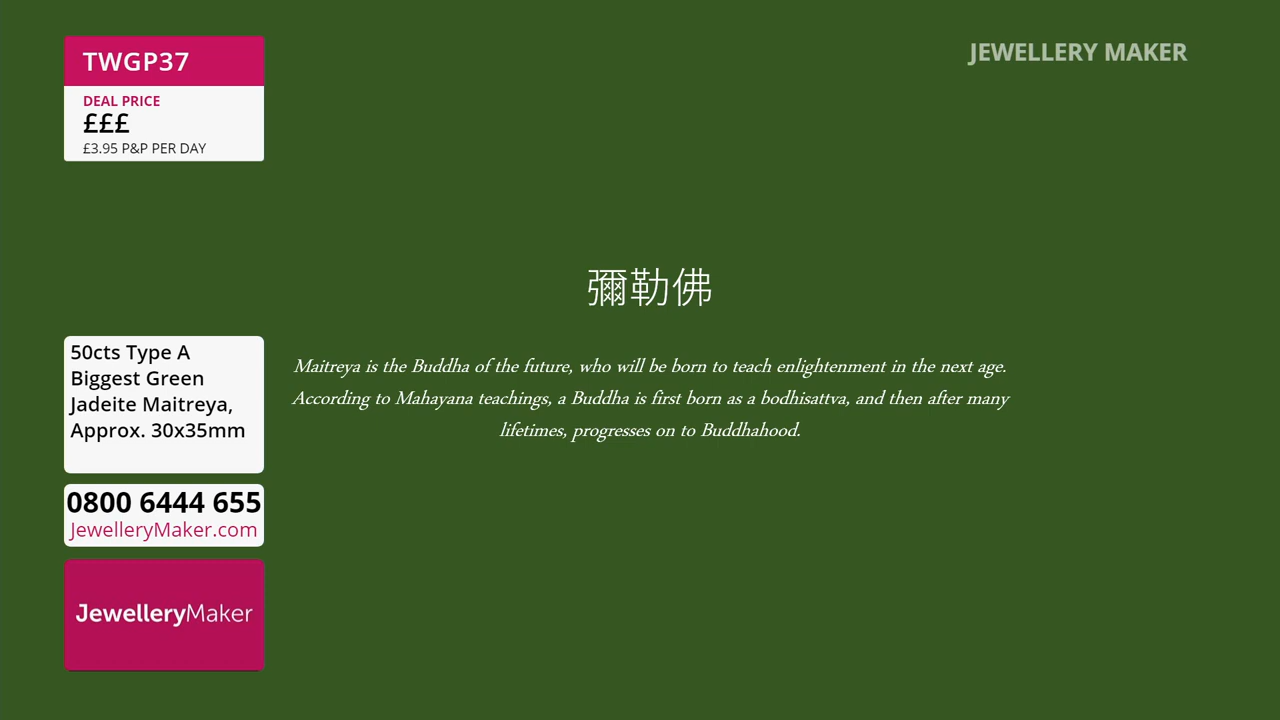 TWGP37
DEAL PRICE
£££
£3.95 P&P PER DAY
JEWELLERY MAKER
彌勒佛
Maitreya is the Buddha of the future, who will be born to teach enlightenment in the next age.
According to Mahayana teachings, a Buddha is first born as a bodhisattva, and then after many
lifetimes, progresses on to Buddhahood.
50cts Type A
Biggest Green
Jadeite Maitreya,
Approx. 30x35mm
0800 6444 655
JewelleryMaker.com
JewelleryMaker